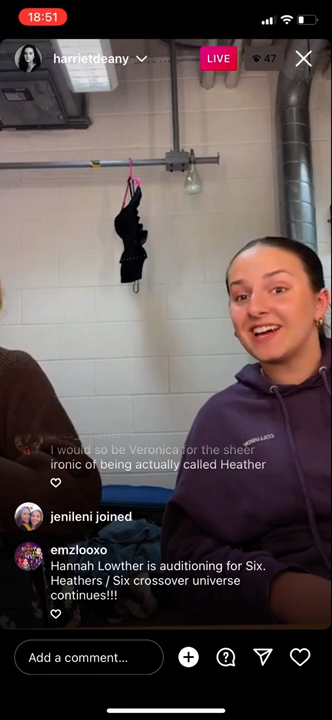 18:51
harrietdeany
LIVE
47
I would so be Veronica for the sheer
ironic of being actually called Heather
jenileni joined
emzlooxo
Hannah Lowther is auditioning for Six.
Heathers / Six crossover universe
continues!!!
Add a comment...